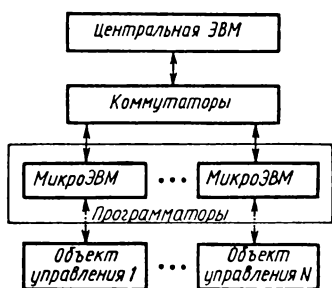 Центральная ЭВМ
Коммутаторы
МикроЭВМ ••• МикроЭВМ
Программаторы
Объект управления 1 ••• Объект управления N